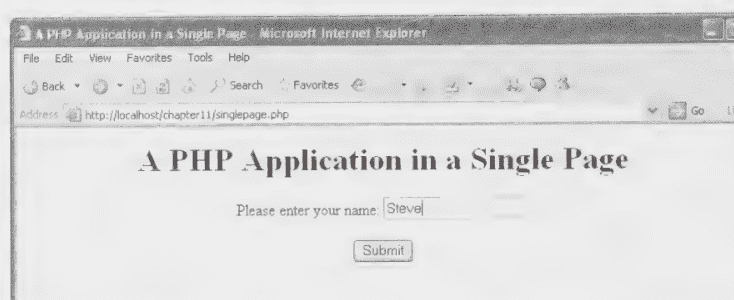 A PHP Application in a Single Page - Microsoft Internet Explorer
File Edit View Favorites Tools Help
Back Search Favorites
Address http://localhost/chapter11/singlepage.php Go
A PHP Application in a Single Page
Please enter your name: Steve
Submit